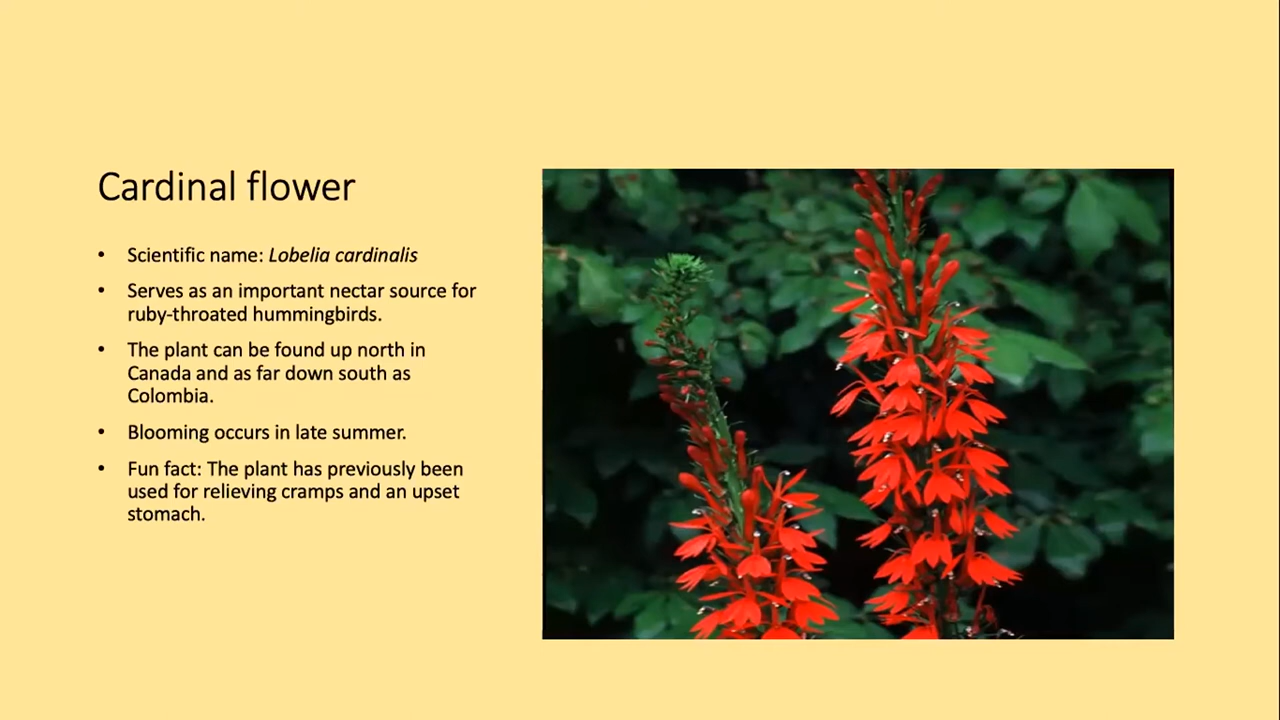 Cardinal flower
• Scientific name: Lobelia cardinalis
• Serves as an important nectar source for
ruby-throated hummingbirds.
• The plant can be found up north in
Canada and as far down south as
Colombia.
• Blooming occurs in late summer.
• Fun fact: The plant has previously been
used for relieving cramps and an upset
stomach.